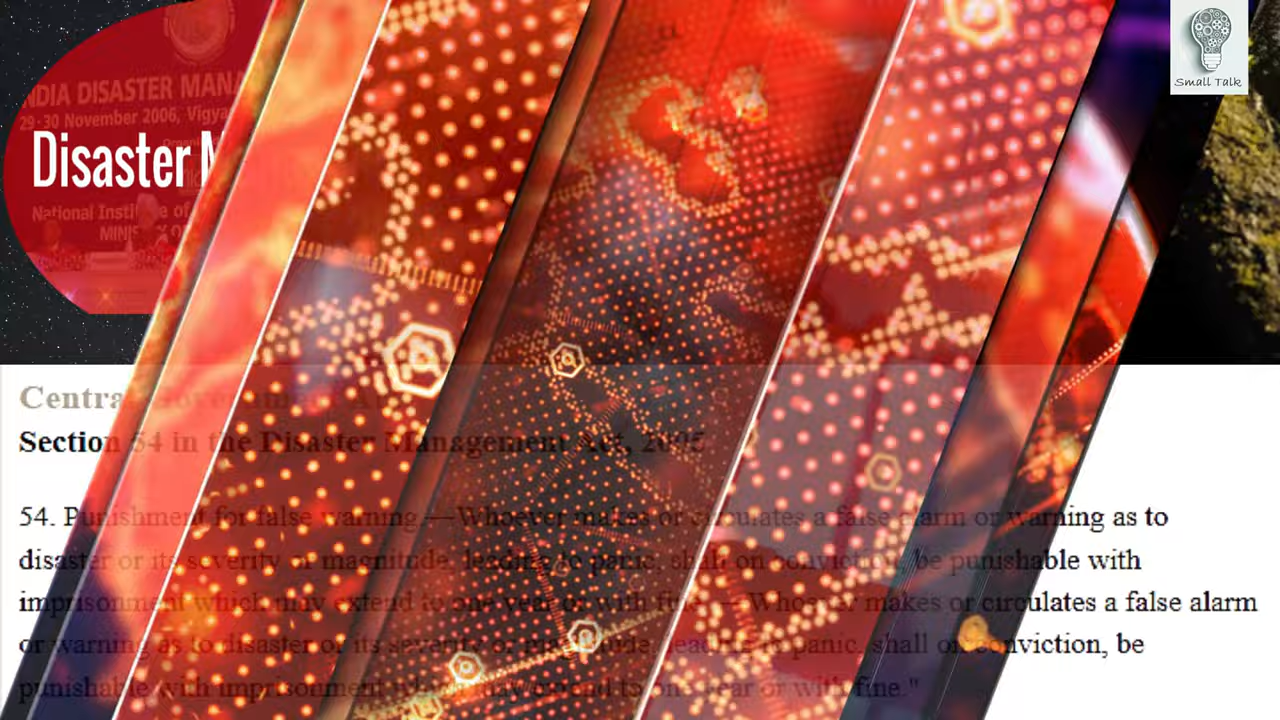 NDIA DISASTER MANA
29-30 November 2006, Vigya
Disaster M
National Institute of
MINIS
Small Talk
Central Government Act
Section 54 in the Disaster Management Act, 2005
54. Punishment for false warning.—Whoever makes or circulates a false alarm or warning as to
disaster or its severity or magnitude, leading to panic, shall on conviction, be punishable with
imprisonment which may extend to one year or with fine.— Whoever makes or circulates a false alarm
or warning as to disaster or its severity or magnitude, leading to panic, shall on conviction, be
punishable with imprisonment which may extend to one year or with fine."